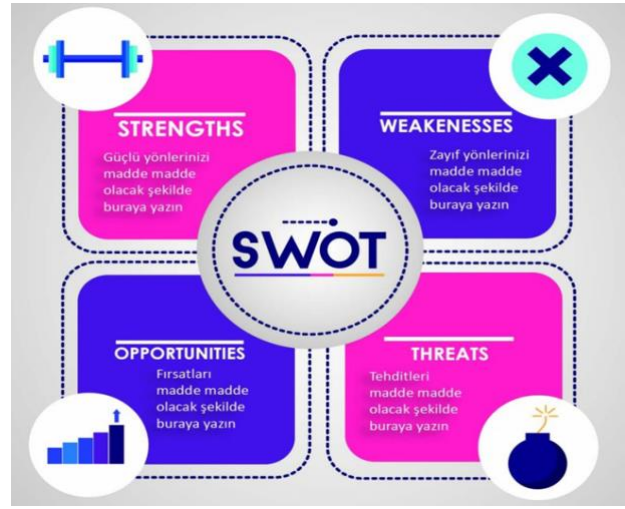 STRENGTHS
Güçlü yönlerinizi
madde madde
olacak şekilde
buraya yazın
WEAKENESSES
Zayıf yönlerinizi
madde madde
olacak şekilde
buraya yazın
SWOT
OPPORTUNITIES
Fırsatları
madde madde
olacak şekilde
buraya yazın
THREATS
Tehditleri
madde madde
olacak şekilde
buraya yazın